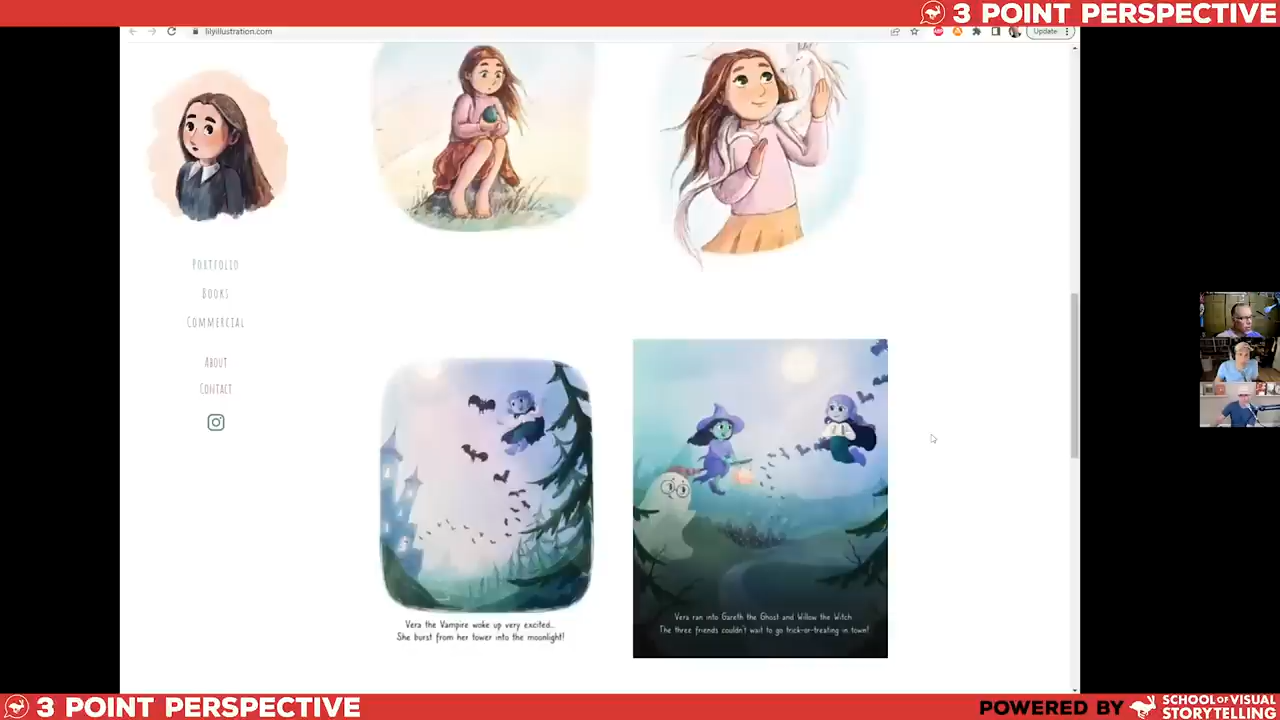 3 POINT PERSPECTIVE
lilyillustration.com
Update
PORTFOLIO
BOOKS
COMMERCIAL
ABOUT
CONTACT
Vera the Vampire woke up very excited...
She burst from her tower into the moonlight!
Vera ran into Gareth the Ghost and Willow the Witch
The three friends couldn't wait to go trick-or-treating in town!
3 POINT PERSPECTIVE
POWERED BY
SCHOOL OF VISUAL
STORYTELLING